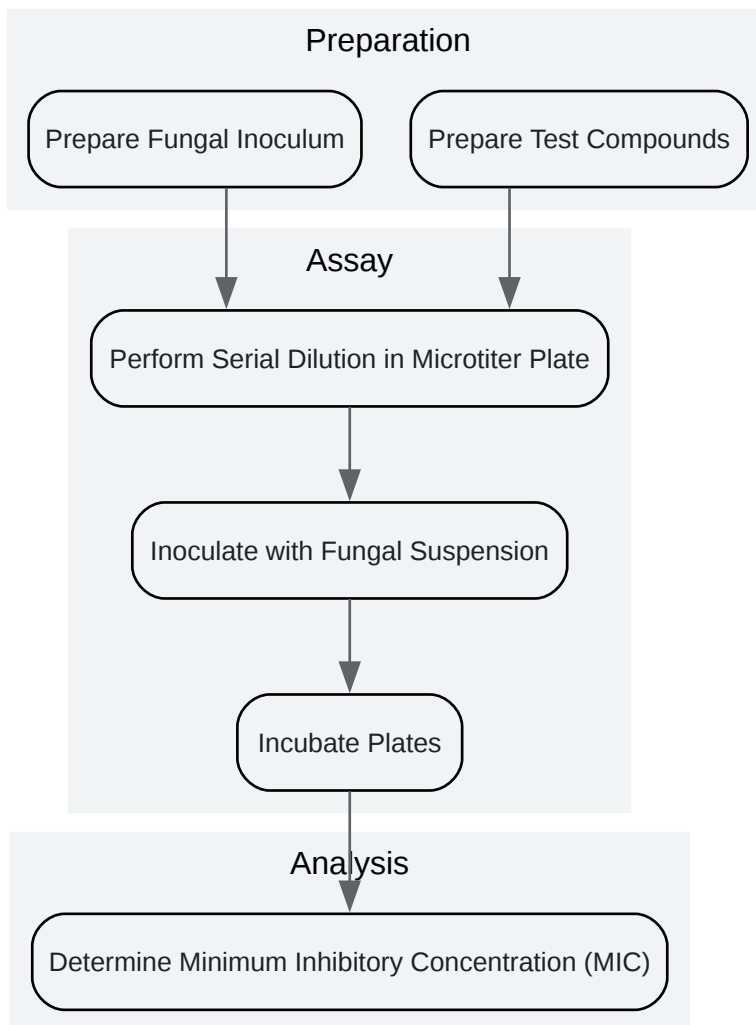 Preparation
Prepare Fungal Inoculum
Prepare Test Compounds
Assay
Perform Serial Dilution in Microtiter Plate
Inoculate with Fungal Suspension
Incubate Plates
Analysis
Determine Minimum Inhibitory Concentration (MIC)